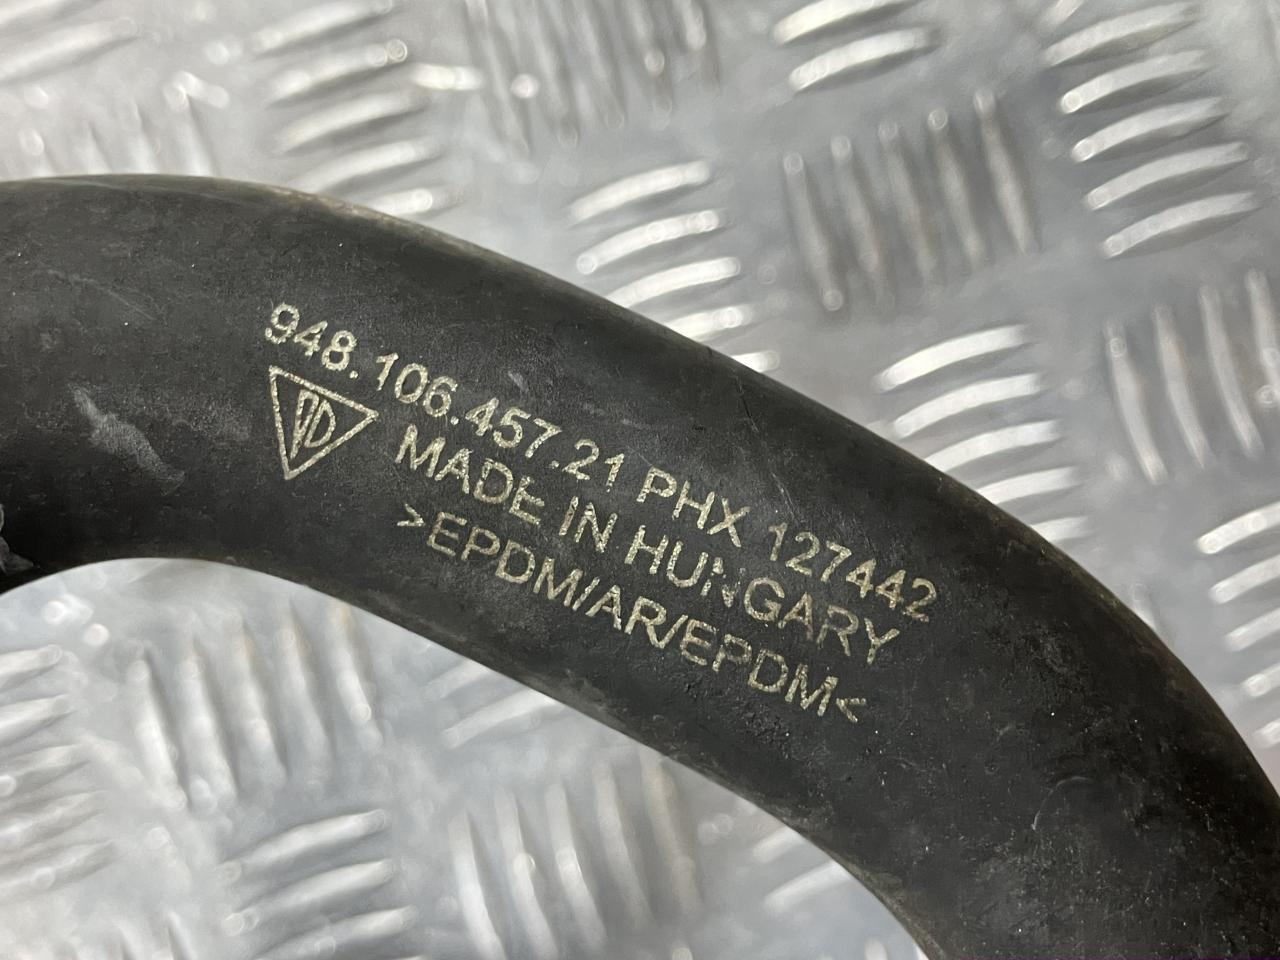 948.106.457.21 PHX 127442
MADE IN HUNGARY
>EPDM/AR/EPDM<